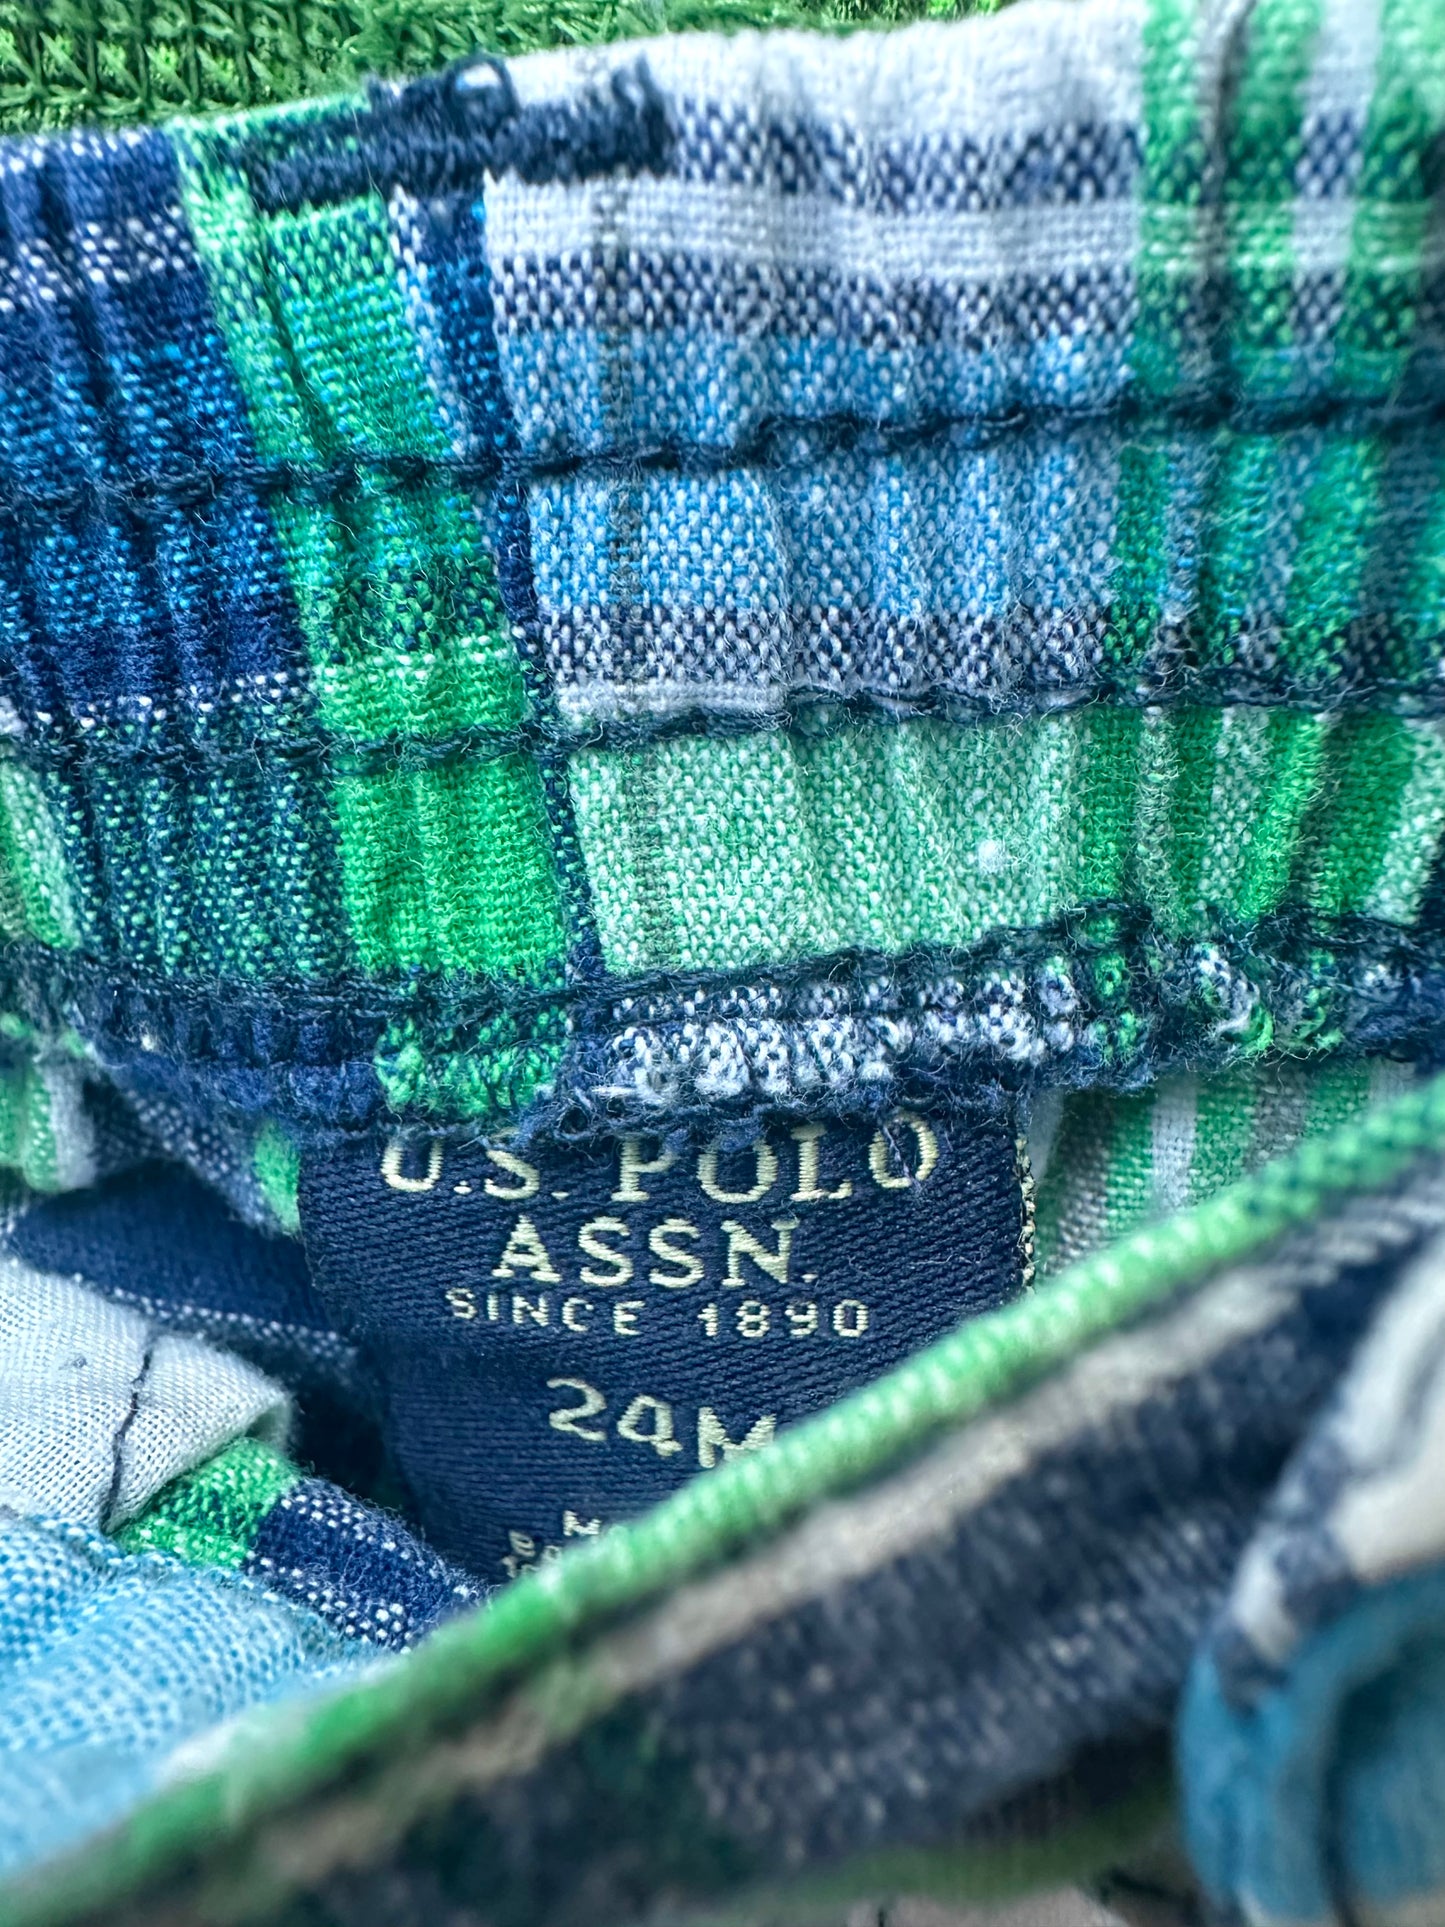 U.S. POLO
ASSN.
SINCE 1890
24M